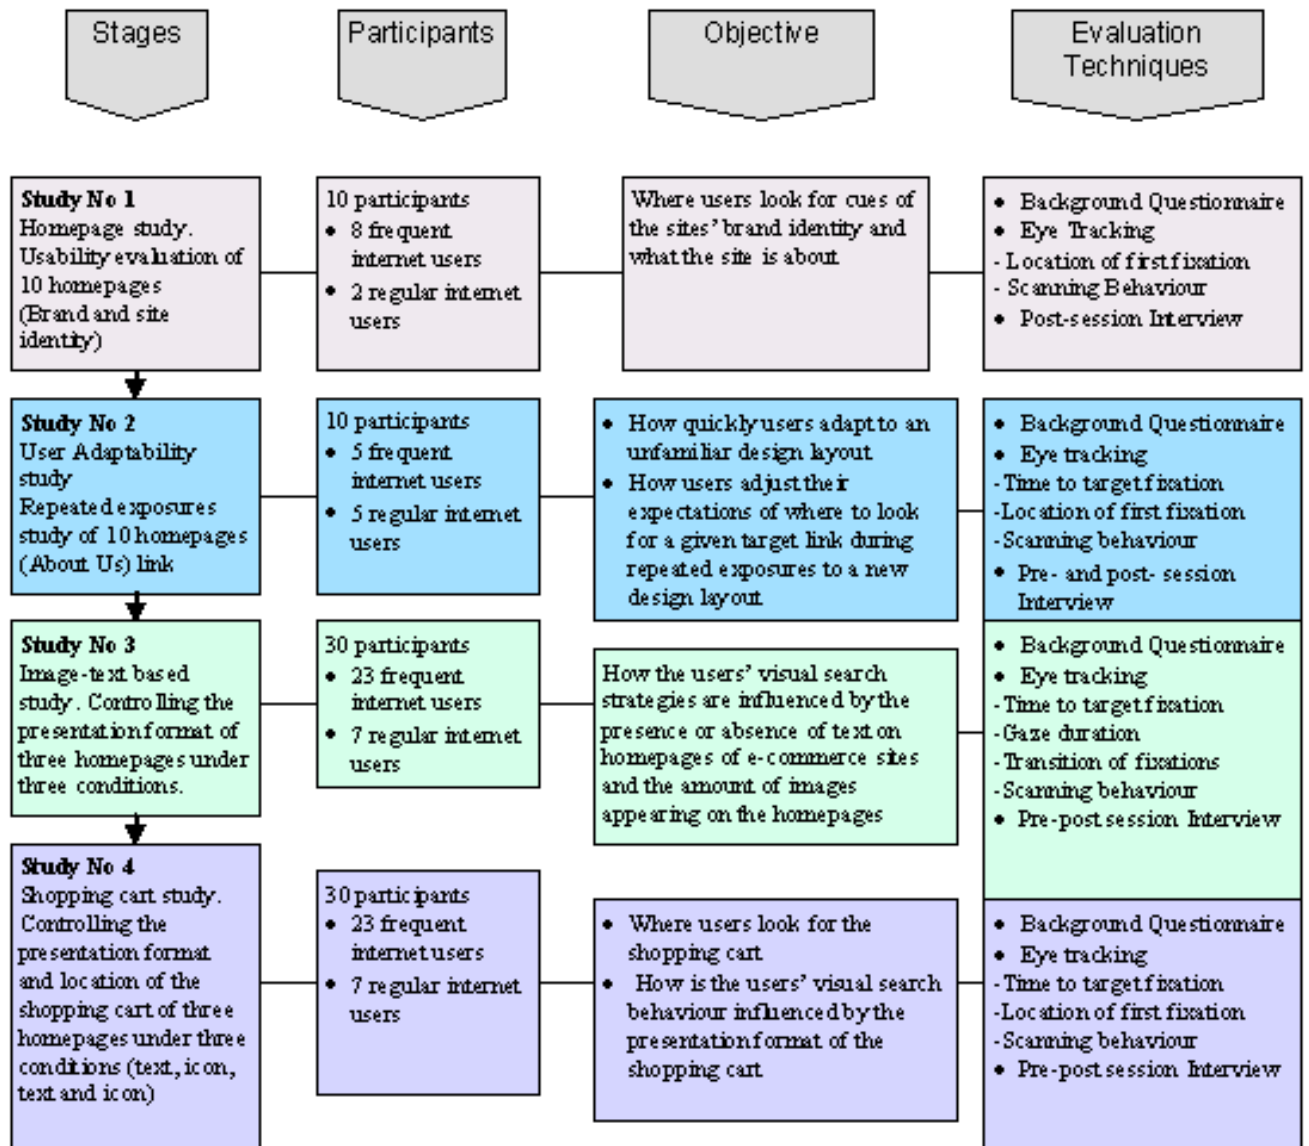 Stages
Participants
Objective
Evaluation
Techniques
Study No 1
Homepage study.
Usability evaluation of
10 homepages
(Brand and site
identity)
10 participants
• 8 frequent
internet users
• 2 regular internet
users
Where users look for cues of
the sites' brand identity and
what the site is about
• Background Questionnaire
• Eye Tracking
- Location of first fixation
- Scanning Behaviour
• Post-session Interview
Study No 2
User Adaptability
study
Repeated exposures
study of 10 homepages
(About Us) link
10 participants
• 5 frequent
internet users
• 5 regular internet
users
• How quickly users adapt to an
unfamiliar design layout
• How users adjust their
expectations of where to look
for a given target link during
repeated exposures to a new
design layout
• Background Questionnaire
• Eye tracking
-Time to target fixation
-Location of first fixation
-Scanning behaviour
• Pre- and post- session
Interview
Study No 3
Image-text based
study. Controlling the
presentation format of
three homepages under
three conditions.
30 participants
• 23 frequent
internet users
• 7 regular internet
users
How the users' visual search
strategies are influenced by the
presence or absence of text on
homepages of e-commerce sites
and the amount of images
appearing on the homepages
• Background Questionnaire
• Eye tracking
-Time to target fixation
-Gaze duration
-Transition of fixations
-Scanning behaviour
• Pre-post session Interview
Study No 4
Shopping cart study.
Controlling the
presentation format
and location of the
shopping cart of three
homepages under three
conditions (text, icon,
text and icon)
30 participants
• 23 frequent
internet users
• 7 regular internet
users
• Where users look for the
shopping cart
• How is the users' visual search
behaviour influenced by the
presentation format of the
shopping cart
• Background Questionnaire
• Eye tracking
-Time to target fixation
-Location of first fixation
-Scanning behaviour
• Pre-post session Interview